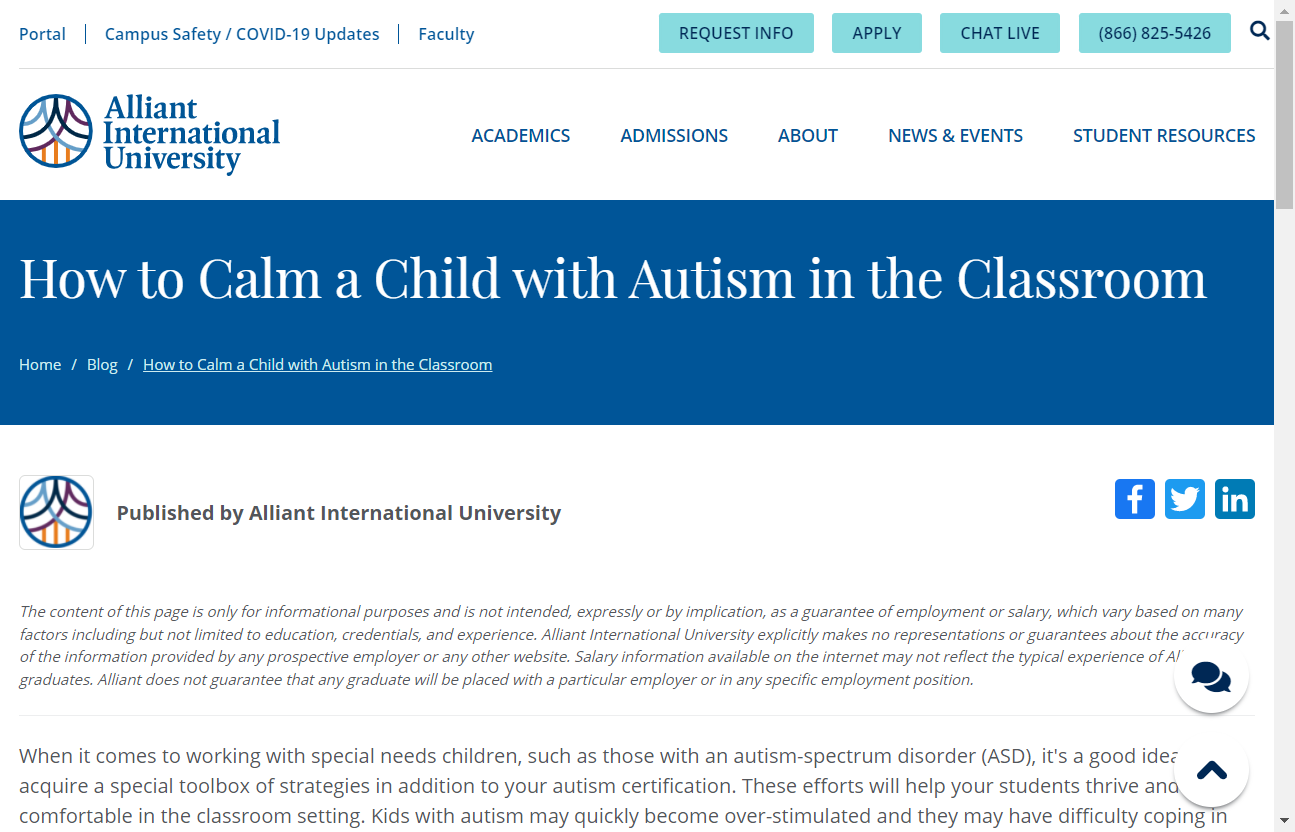 Portal
Campus Safety / COVID-19 Updates
Faculty
REQUEST INFO
APPLY
CHAT LIVE
(866) 825-5426
Alliant
International
University
ACADEMICS
ADMISSIONS
ABOUT
NEWS & EVENTS
STUDENT RESOURCES
How to Calm a Child with Autism in the Classroom
Home / Blog / How to Calm a Child with Autism in the Classroom
Published by Alliant International University
The content of this page is only for informational purposes and is not intended, expressly or by implication, as a guarantee of employment or salary, which vary based on many
factors including but not limited to education, credentials, and experience. Alliant International University explicitly makes no representations or guarantees about the accuracy
of the information provided by any prospective employer or any other website. Salary information available on the internet may not reflect the typical experience of
graduates. Alliant does not guarantee that any graduate will be placed with a particular employer or in any specific employment position.
When it comes to working with special needs children, such as those with an autism-spectrum disorder (ASD), it's a good idea
acquire a special toolbox of strategies in addition to your autism certification. These efforts will help your students thrive and
comfortable in the classroom setting. Kids with autism may quickly become over-stimulated and they may have difficulty coping in